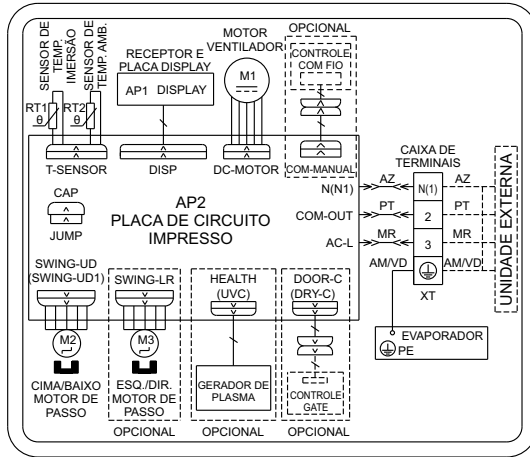 SENSOR DE
TEMP.
IMERSÃO
SENSOR DE
TEMP. AMB.
RECEPTOR E
PLACA DISPLAY
MOTOR
VENTILADOR
OPCIONAL
CONTROLE
COM FIO
RT1
θ
RT2
θ
AP1 DISPLAY
M1
T-SENSOR
DISP
DC-MOTOR
COM-MANUAL
CAIXA DE
TERMINAIS
CAP
JUMP
AP2
PLACA DE CIRCUITO
IMPRESSO
N(N1)
AZ
N(1)
AZ
COM-OUT
PT
2
PT
AC-L
MR
3
MR
AM/VD
AM/VD
XT
UNIDADE EXTERNA
EVAPORADOR
PE
SWING-UD
(SWING-UD1)
SWING-LR
HEALTH
(UVC)
DOOR-C
(DRY-C)
M2
M3
CIMA/BAIXO
MOTOR DE
PASSO
ESQ./DIR.
MOTOR DE
PASSO
GERADOR DE
PLASMA
CONTROLE
GATE
OPCIONAL
OPCIONAL
OPCIONAL